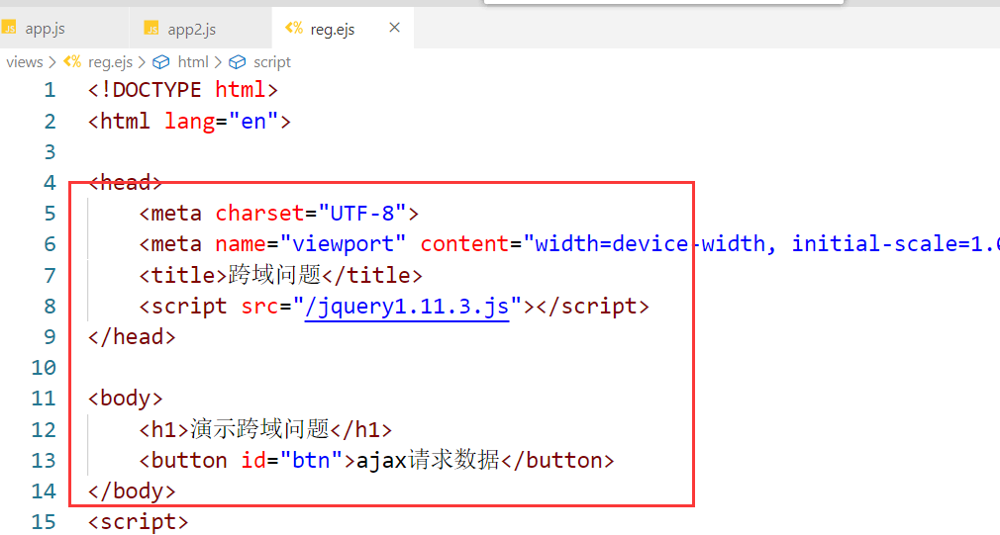 JS app.js JS app2.js <% reg.ejs ×
views > <% reg.ejs > html > script
1 <!DOCTYPE html>
2 <html lang="en">
3
4 <head>
5 <meta charset="UTF-8">
6 <meta name="viewport" content="width=device-width, initial-scale=1.0
7 <title>跨域问题</title>
8 <script src="/jquery1.11.3.js"></script>
9 </head>
10
11 <body>
12 <h1>演示跨域问题</h1>
13 <button id="btn">ajax请求数据</button>
14 </body>
15 <script>